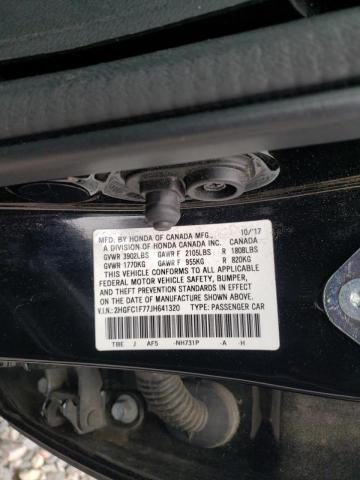 MFD. BY HONDA OF CANADA MFG., 10/'17
A DIVISION OF HONDA CANADA INC. CANADA
GVWR 3902LBS GAWR F 2105LBS R 1808LBS
GVWR 1770KG GAWR F 955KG R 820KG
THIS VEHICLE CONFORMS TO ALL APPLICABLE
FEDERAL MOTOR VEHICLE SAFETY, BUMPER,
AND THEFT PREVENTION STANDARDS IN EFFECT
ON THE DATE OF MANUFACTURE SHOWN ABOVE.
V.I.N.: 2HGFC1F77JH641320 TYPE: PASSENGER CAR
TBE J AF5 -NH731P -A -H